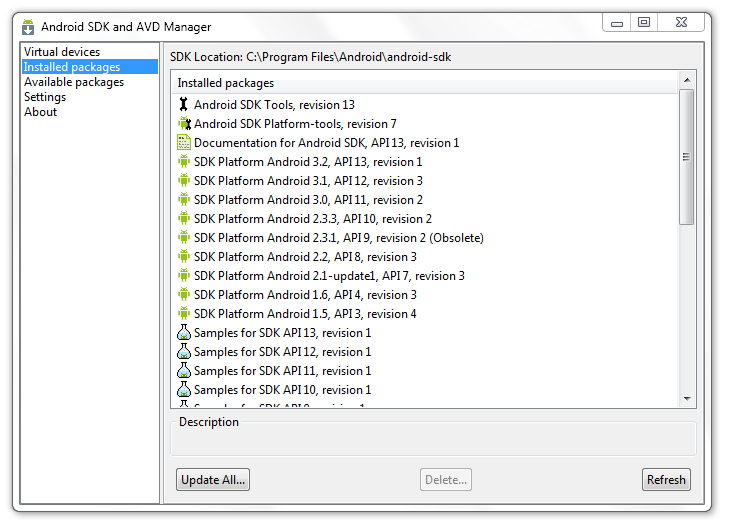 Android SDK and AVD Manager
Virtual devices
Installed packages
Available packages
Settings
About
SDK Location: C:\Program Files\Android\android-sdk
Installed packages
Android SDK Tools, revision 13
Android SDK Platform-tools, revision 7
Documentation for Android SDK, API 13, revision 1
SDK Platform Android 3.2, API 13, revision 1
SDK Platform Android 3.1, API 12, revision 3
SDK Platform Android 3.0, API 11, revision 2
SDK Platform Android 2.3.3, API 10, revision 2
SDK Platform Android 2.3.1, API 9, revision 2 (Obsolete)
SDK Platform Android 2.2, API 8, revision 3
SDK Platform Android 2.1-update1, API 7, revision 3
SDK Platform Android 1.6, API 4, revision 3
SDK Platform Android 1.5, API 3, revision 4
Samples for SDK API 13, revision 1
Samples for SDK API 12, revision 1
Samples for SDK API 11, revision 1
Samples for SDK API 10, revision 1
Description
Update All...
Delete...
Refresh